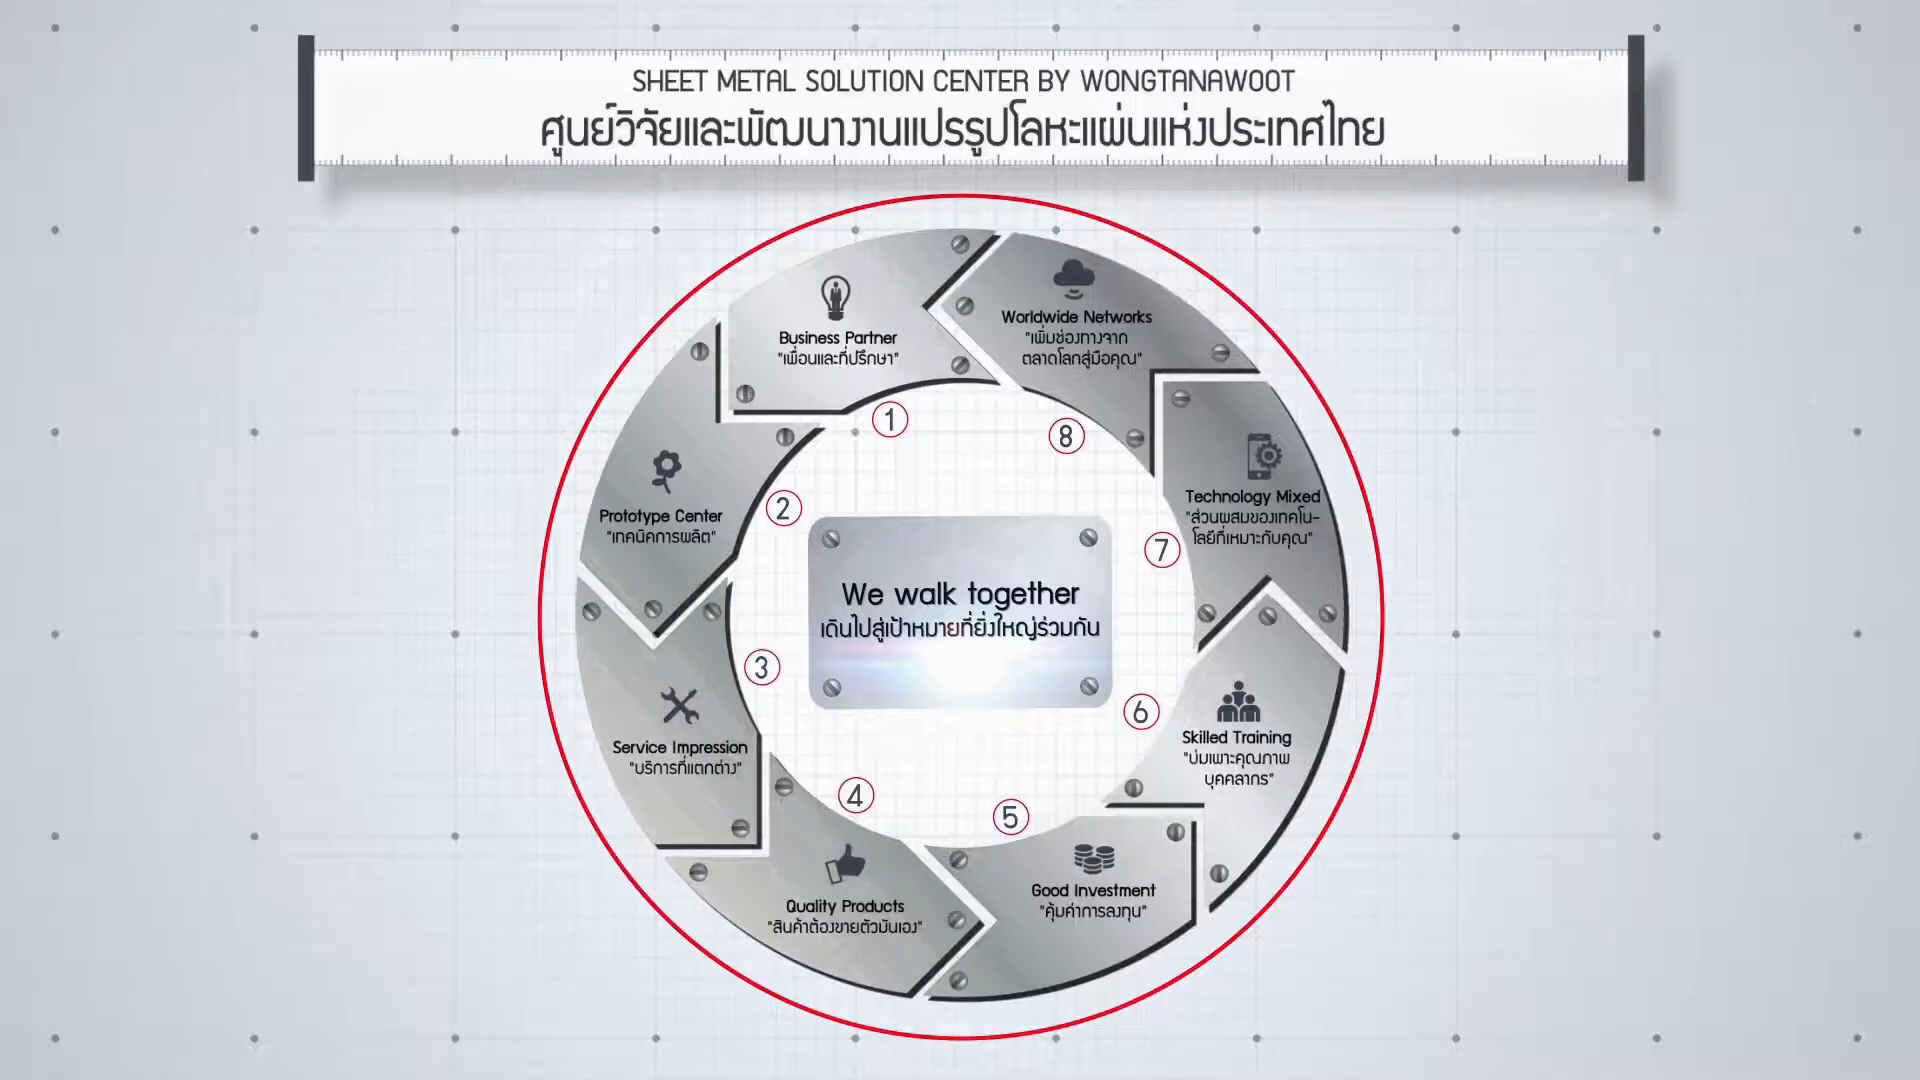 SHEET METAL SOLUTION CENTER BY WONGTANAWOOT
ศูนย์วิจัยและพัฒนางานแปรรูปโลหะแผ่นแห่งประเทศไทย
Business Partner
"เพื่อนและที่ปรึกษา"
1
Prototype Center
"เทคนิคการผลิต"
2
Service Impression
"บริการที่แตกต่าง"
3
Quality Products
"สินค้าต้องขายตัวมันเอง"
4
Good Investment
"คุ้มค่าการลงทุน"
5
Skilled Training
"บ่มเพาะคุณภาพ
บุคคลากร"
6
Technology Mixed
"ส่วนผสมของเทคโน-
โลยีที่เหมาะกับคุณ"
7
Worldwide Networks
"เพิ่มช่องทางจาก
ตลาดโลกสู่มือคุณ"
8
We walk together
เดินไปสู่เป้าหมายที่ยิ่งใหญ่ร่วมกัน